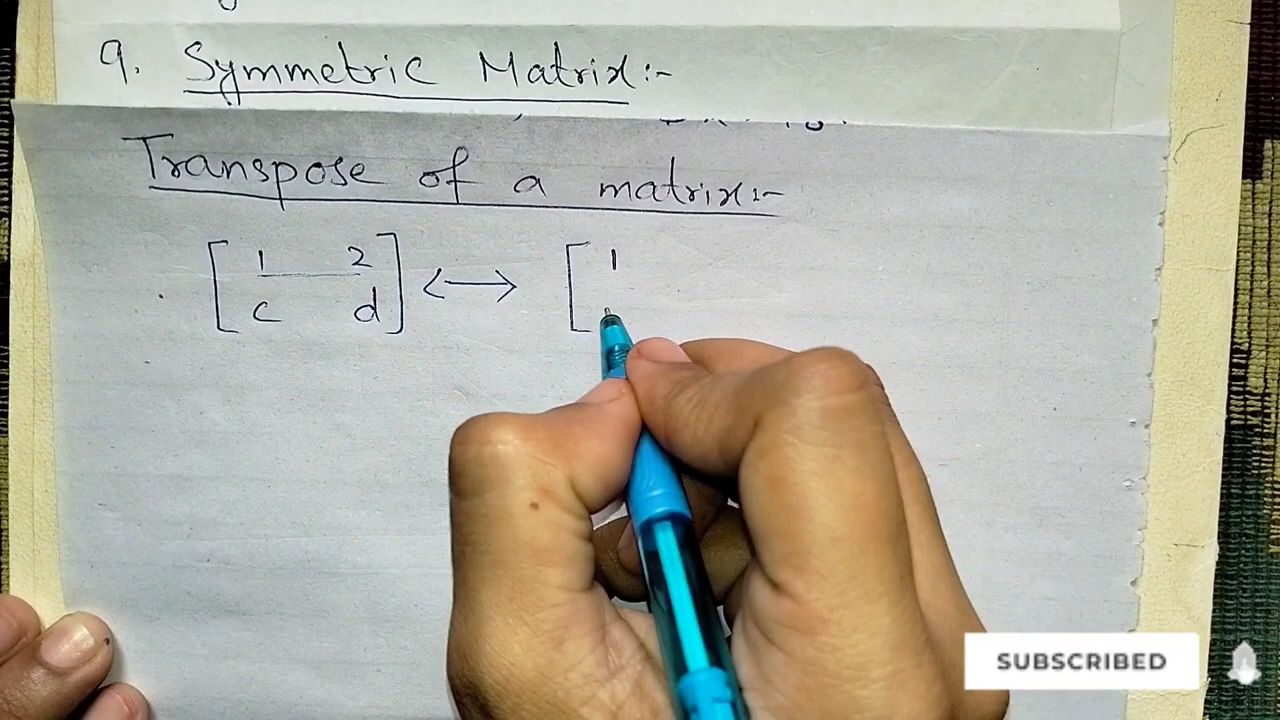 9. Symmetric Matrix:-
Transpose of a matrix:-
[ 1 2 ] <-> [ 1
c d
SUBSCRIBED